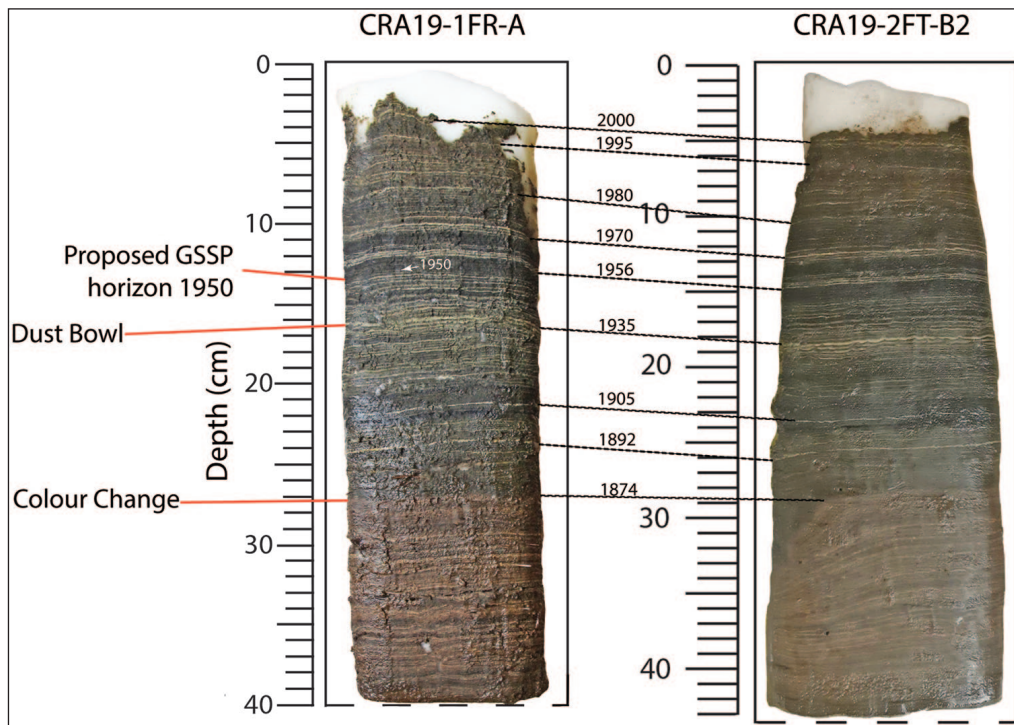 CRA19-1FR-A
CRA19-2FT-B2
0
10
20
30
40
Depth (cm)
Proposed GSSP
horizon 1950
Dust Bowl
Colour Change
1950
2000
1995
1980
1970
1956
1935
1905
1892
1874
0
10
20
30
40